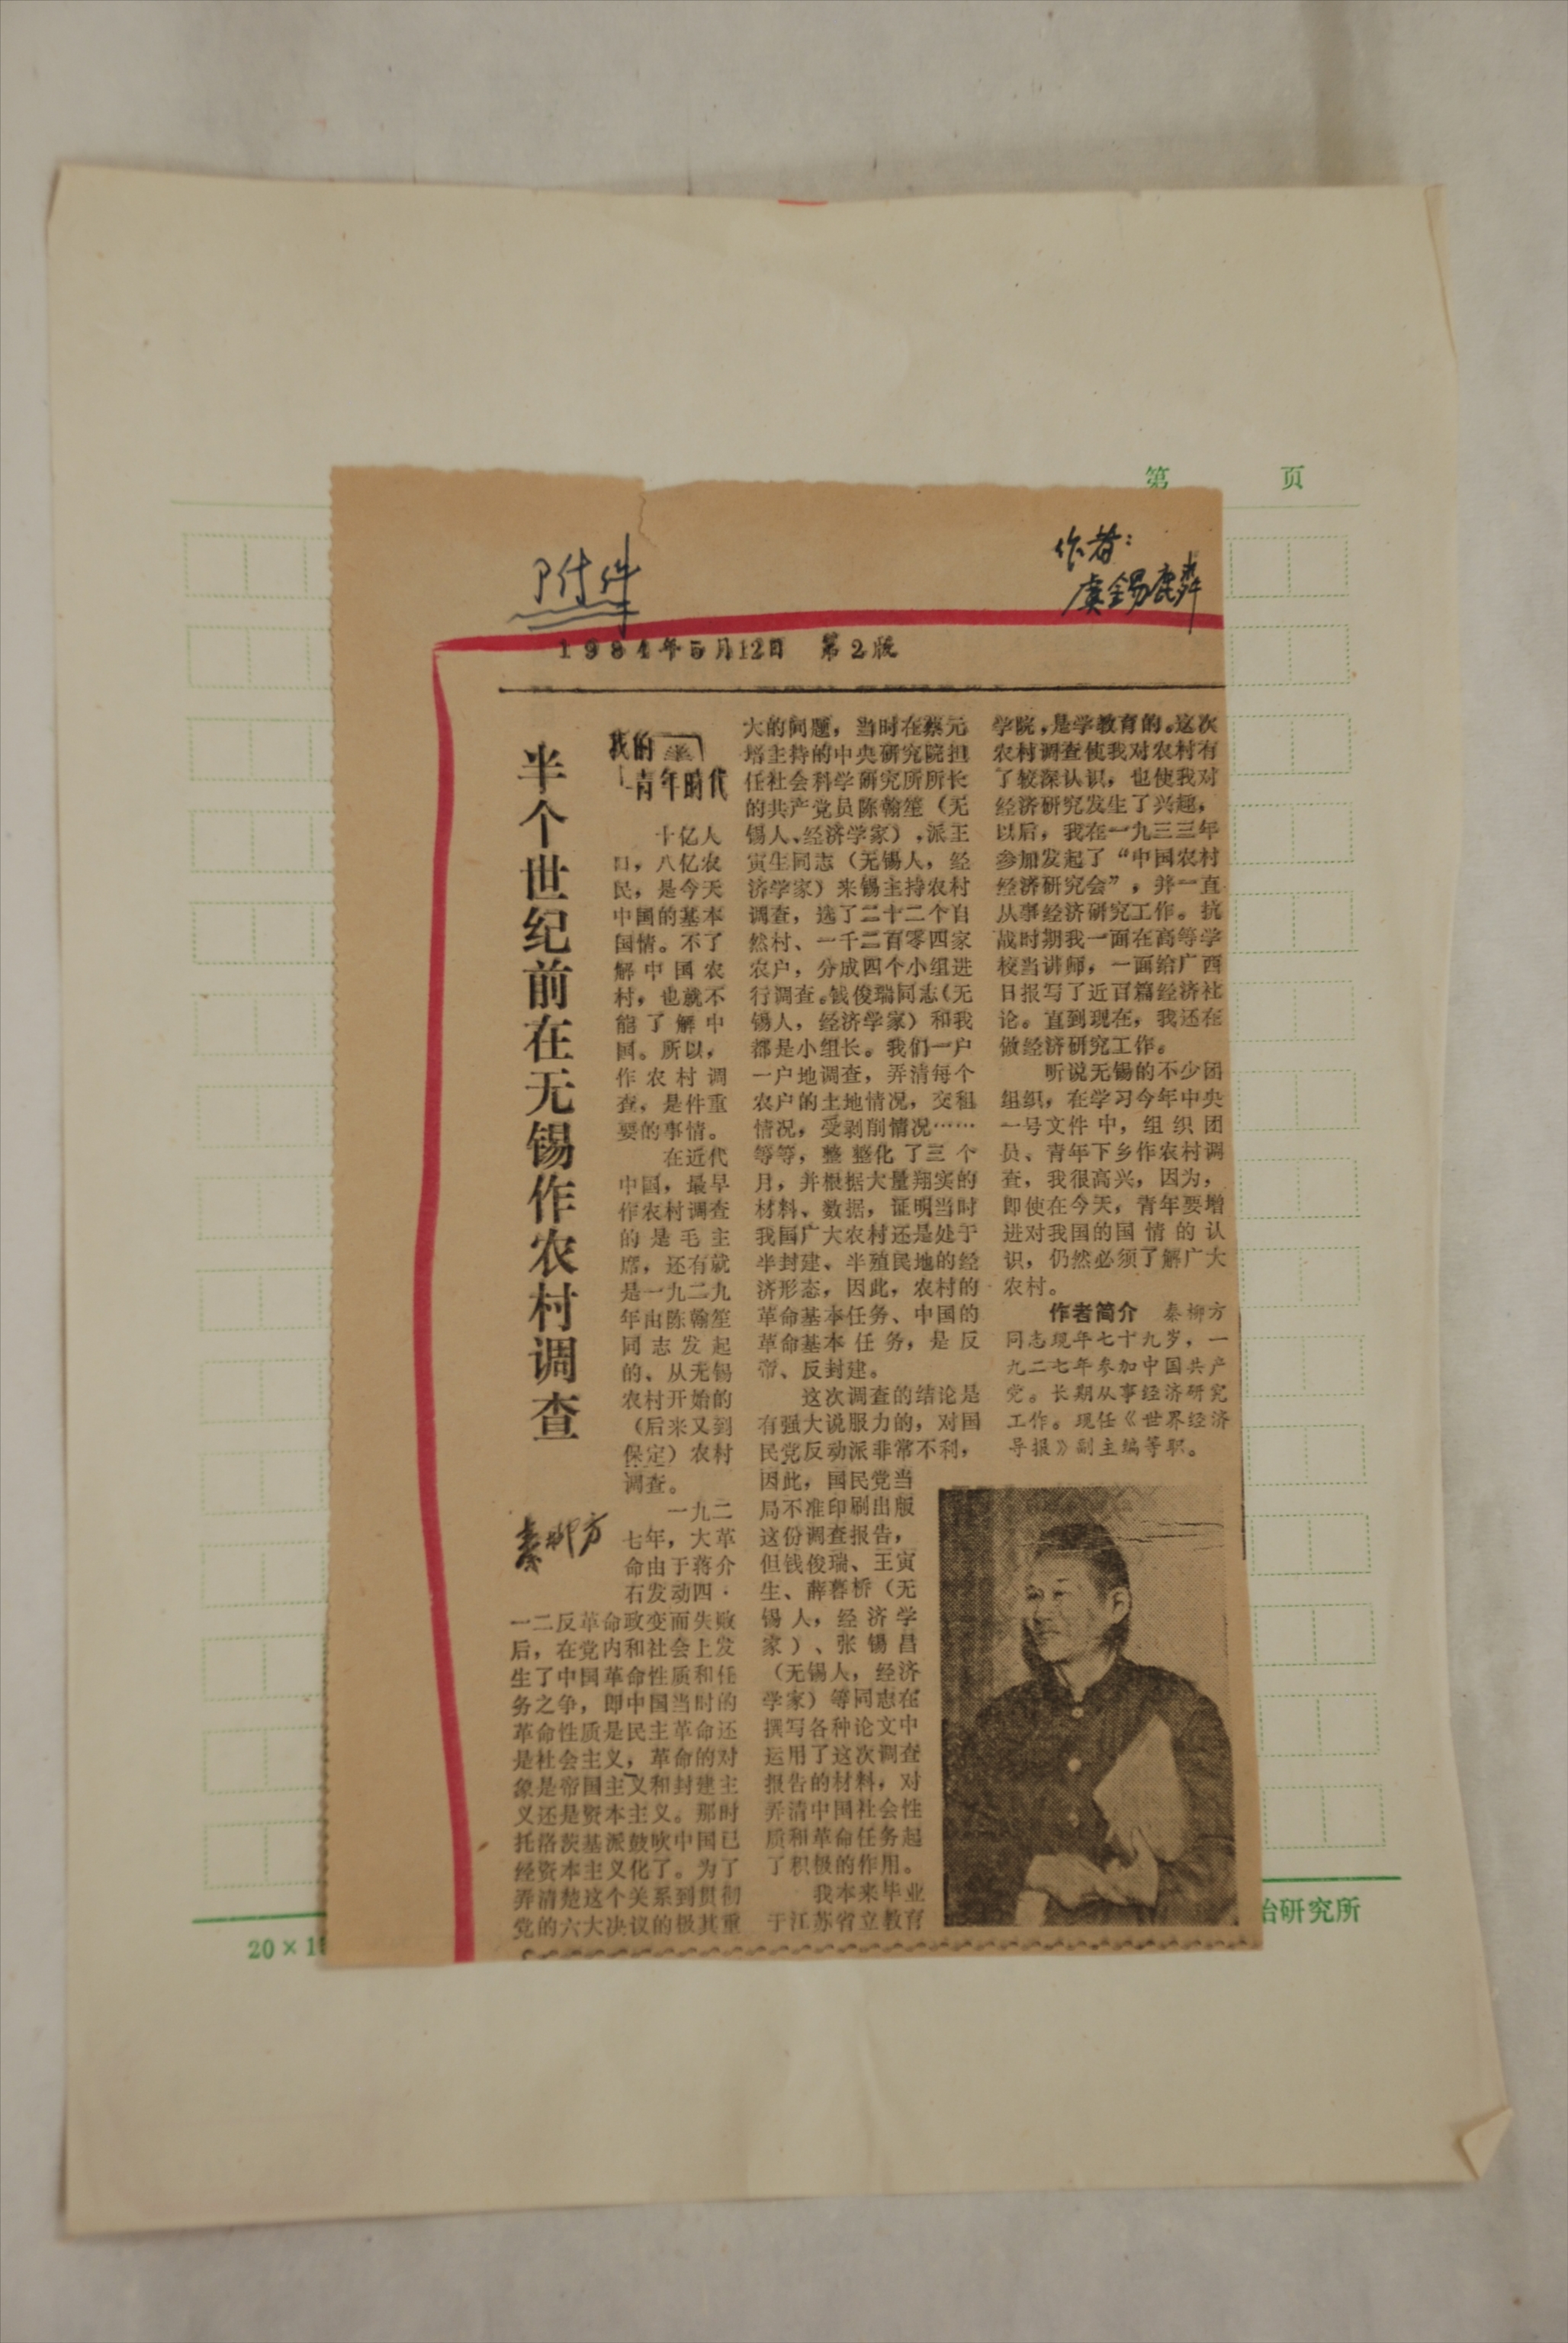 第 页
附件
作者：
虞锡麟
1984年5月12日 第2版
半个世纪前在无锡作农村调查
秦柳方
我的
青年时代
十亿人
口，八亿农
民，是今天
中国的基本
国情。不了
解中国农
村，也就不
能了解中
国。所以，
作农村调
查，是件重
要的事情。
在近代
中国，最早
作农村调查
的是毛主
席，还有就
是一九二九
年由陈翰笙
同志发起
的、从无锡
农村开始的
（后来又到
保定）农村
调查。
一九二
七年，大革
命由于蒋介
石发动四·
一二反革命政变而失败
后，在党内和社会上发
生了中国革命性质和任
务之争，即中国当时的
革命性质是民主革命还
是社会主义，革命的对
象是帝国主义和封建主
义还是资本主义。那时
托洛茨基派鼓吹中国已
经资本主义化了。为了
弄清楚这个关系到贯彻
党的六大决议的极其重
大的问题，当时在蔡元
培主持的中央研究院担
任社会科学研究所所长
的共产党员陈翰笙（无
锡人、经济学家），派王
寅生同志（无锡人，经
济学家）来锡主持农村
调查，选了二十二个自
然村、一千二百零四家
农户，分成四个小组进
行调查。钱俊瑞同志（无
锡人，经济学家）和我
都是小组长。我们一户
一户地调查，弄清每个
农户的土地情况，交租
情况，受剥削情况……
等等，整整化了三个
月，并根据大量翔实的
材料、数据，证明当时
我国广大农村还是处于
半封建、半殖民地的经
济形态，因此，农村的
革命基本任务、中国的
革命基本任务，是反
帝、反封建。
这次调查的结论是
有强大说服力的，对国
民党反动派非常不利，
因此，国民党当
局不准印刷出版
这份调查报告，
但钱俊瑞、王寅
生、薛暮桥（无
锡人，经济学
家）、张锡昌
（无锡人，经济
学家）等同志在
撰写各种论文中
运用了这次调查
报告的材料，对
弄清中国社会性
质和革命任务起
了积极的作用。
我本来毕业
于江苏省立教育
学院，是学教育的。这次
农村调查使我对农村有
了较深认识，也使我对
经济研究发生了兴趣，
以后，我在一九三三年
参加发起了“中国农村
经济研究会”，并一直
从事经济研究工作。抗
战时期我一面在高等学
校当讲师，一面给广西
日报写了近百篇经济社
论。直到现在，我还在
做经济研究工作。
听说无锡的不少团
组织，在学习今年中央
一号文件中，组织团
员、青年下乡作农村调
查，我很高兴，因为，
即使在今天，青年要增
进对我国的国情的认
识，仍然必须了解广大
农村。
作者简介 秦柳方
同志现年七十九岁，一
九二七年参加中国共产
党。长期从事经济研究
工作。现任《世界经济
导报》副主编等职。
20×1
治研究所